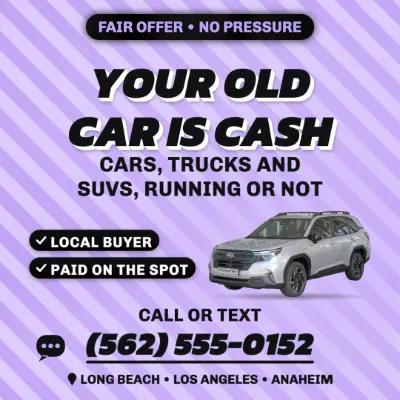 FAIR OFFER • NO PRESSURE
YOUR OLD
CAR IS CASH
CARS, TRUCKS AND
SUVS, RUNNING OR NOT
LOCAL BUYER
PAID ON THE SPOT
CALL OR TEXT
(562) 555-0152
LONG BEACH • LOS ANGELES • ANAHEIM